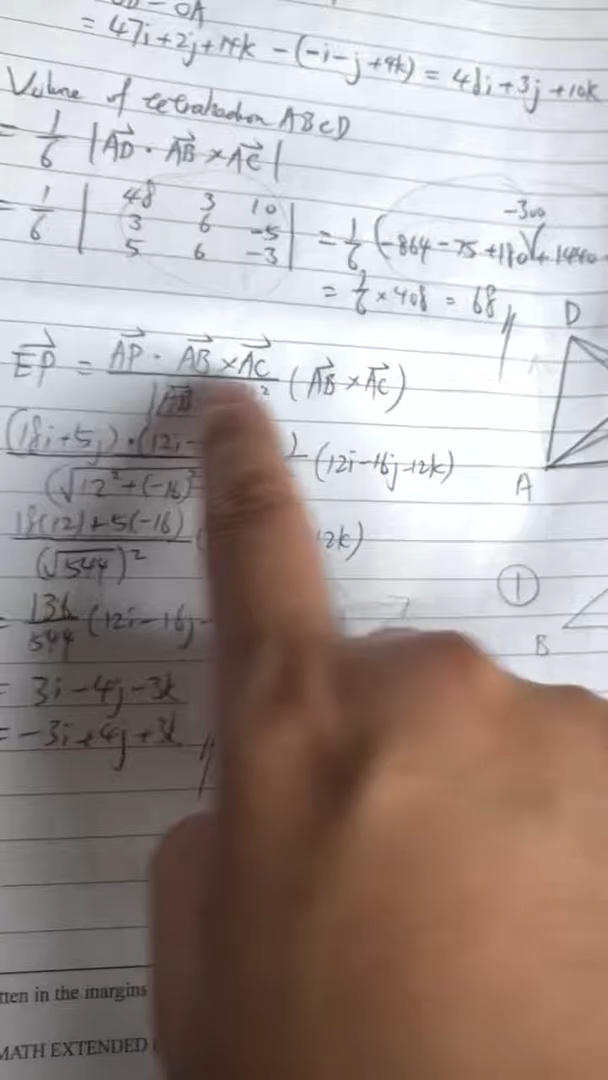 = 47i+2j+14k − (−i−j+4k) = 48i+3j+10k
Volume of tetrahedron ABCD
= 1/6 |AD · AB × AC|
= 1/6 | 48 3 10
3 6 −5
5 6 −3 | = 1/6 (−864−75+180
−300
= 1/6 × 408 = 68
D
EP = AP · AB × AC (AB × AC)
(18i+5j)·(12i− (12i−16j−12k)
(√12²+(−16)²
A
18(12)+5(−16) 12k)
(√544)²
①
= 136/544 (12i−16j−
B
= 3i−4j−3k
= −3i+4j+3k
tten in the margins
MATH EXTENDED